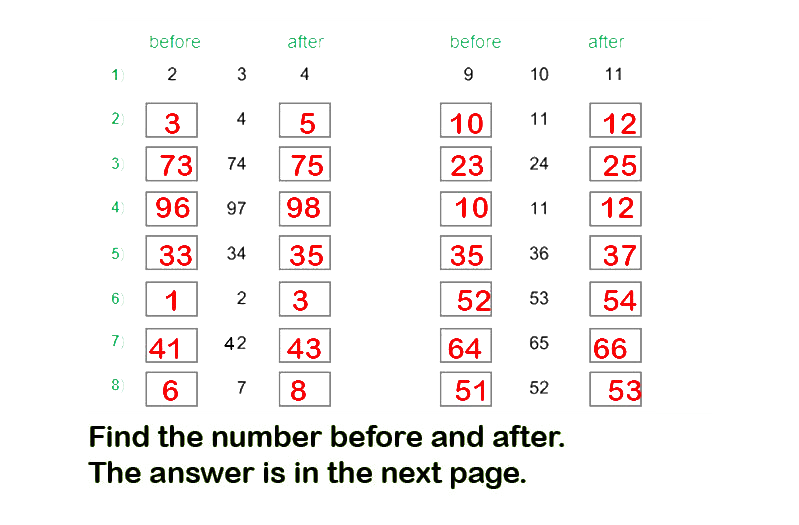 before after before after
1) 2 3 4 9 10 11
2) 3 4 5 10 11 12
3) 73 74 75 23 24 25
4) 96 97 98 10 11 12
5) 33 34 35 35 36 37
6) 1 2 3 52 53 54
7) 41 42 43 64 65 66
8) 6 7 8 51 52 53
Find the number before and after.
The answer is in the next page.